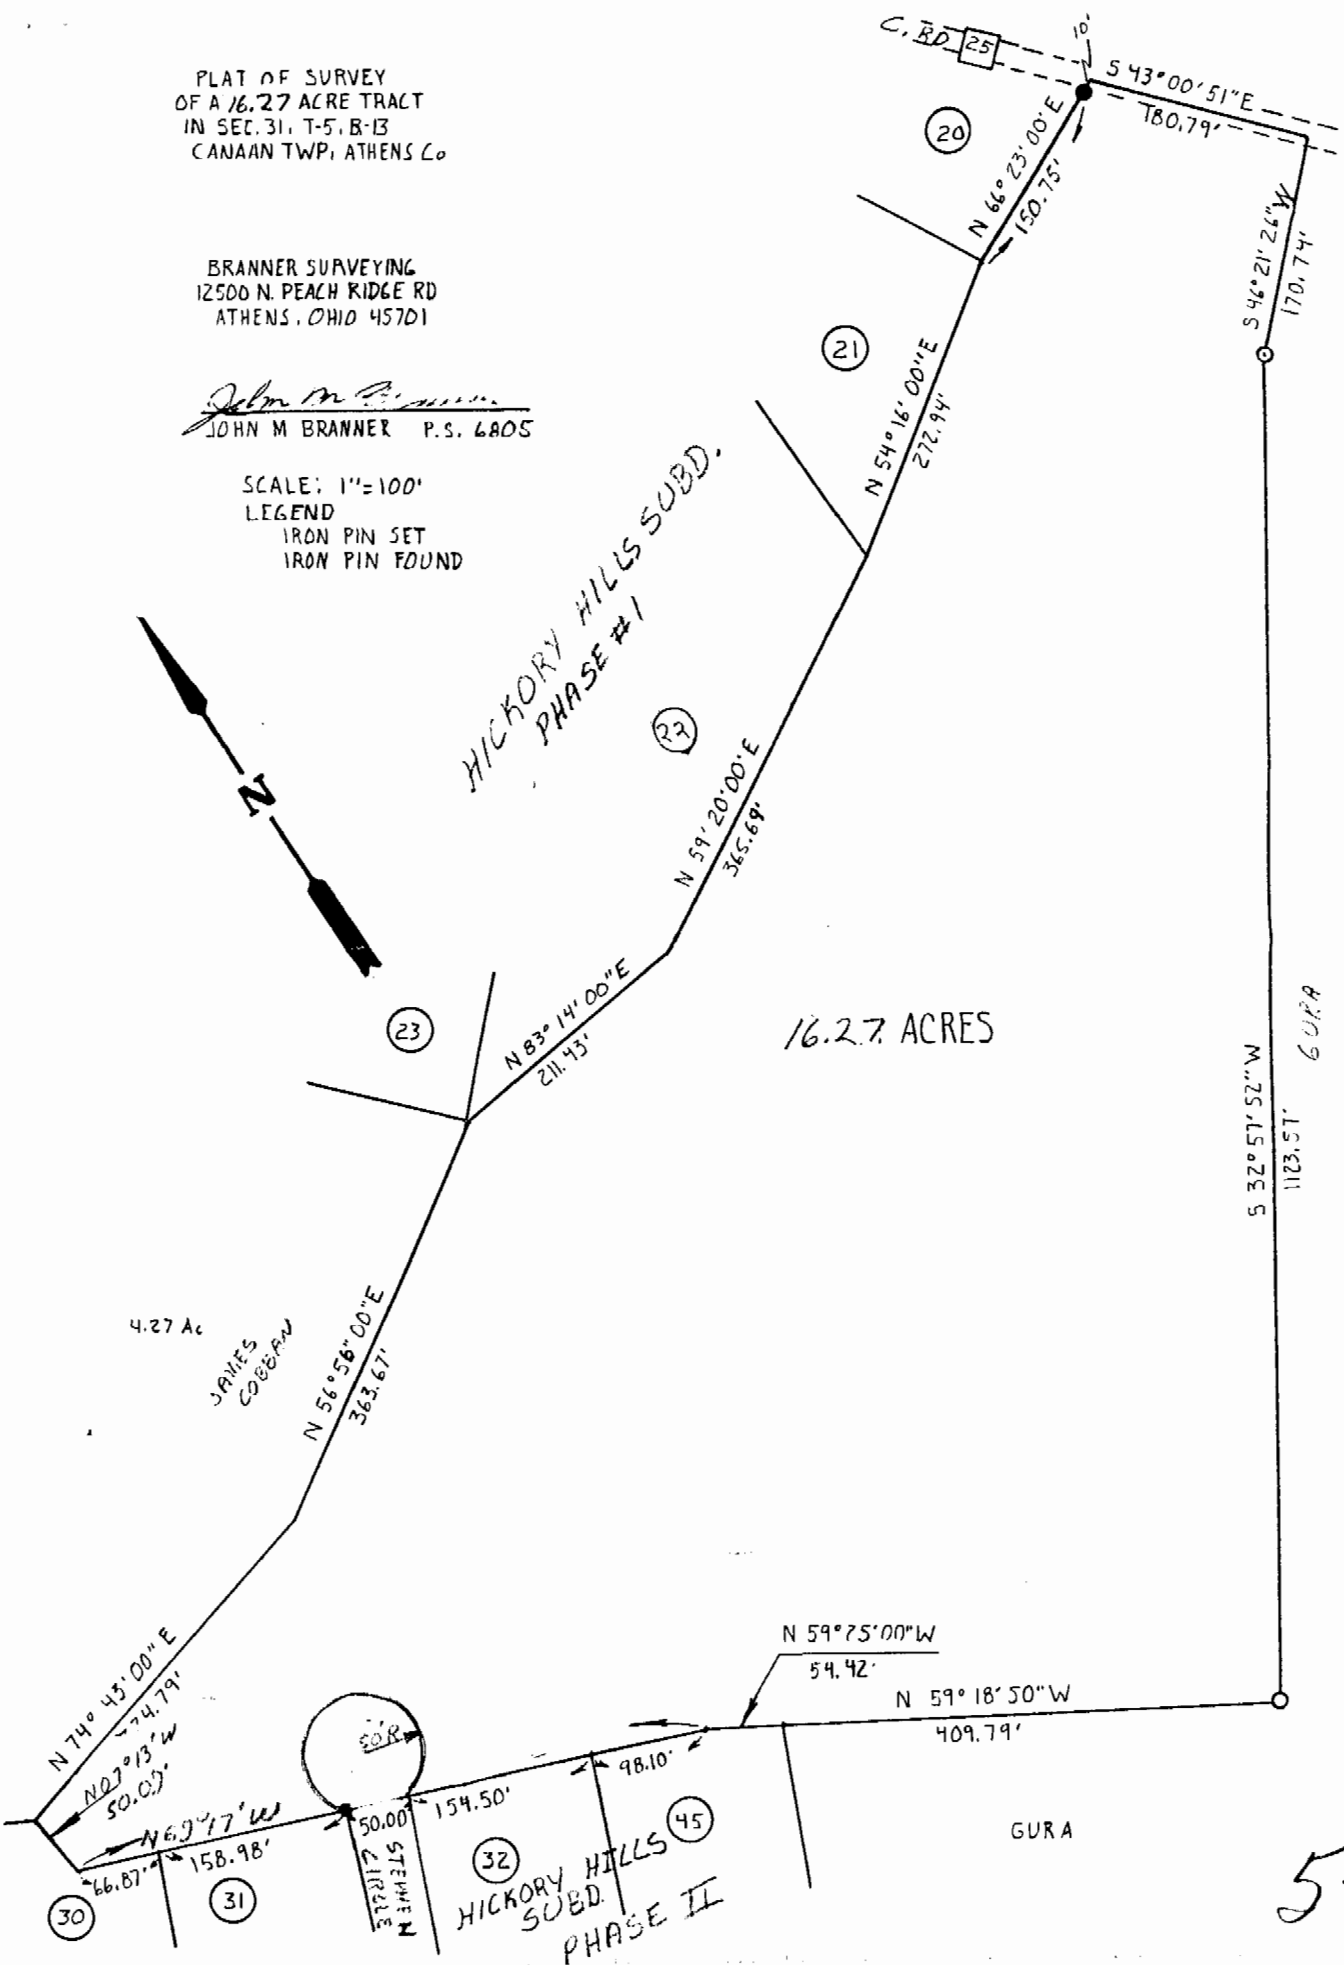 PLAT OF SURVEY
OF A 16.27 ACRE TRACT
IN SEC. 31, T-5, R-13
CANAAN TWP, ATHENS Co
BRANNER SURVEYING
12500 N. PEACH RIDGE RD
ATHENS, OHIO 45701
JOHN M BRANNER P.S. 6805
SCALE: 1"=100'
LEGEND
IRON PIN SET
IRON PIN FOUND
C. RD 25
10'
S 43° 00' 51" E
180.79'
20
N 66° 23' 00" E
150.75'
S 46° 21' 26" W
170.74'
21
N 54° 16' 00" E
272.94'
HICKORY HILLS SUBD.
PHASE #1
22
N 59° 20' 00" E
365.69'
N
23
N 83° 14' 00" E
211.43'
16.27 ACRES
S 32° 57' 52" W
1123.57'
GURA
4.27 Ac
JAMES
COBEAN
N 56° 56' 00" E
363.67'
N 74° 43' 00" E
74.79'
N 07° 13' W
50.00'
N 59° 25' 00" W
54.42'
N 59° 18' 50" W
409.79'
60'R
98.10'
154.50'
50.00'
158.98'
66.87'
30
31
32
45
CIRCLE
HICKORY HILLS
SUBD.
PHASE II
GURA
5